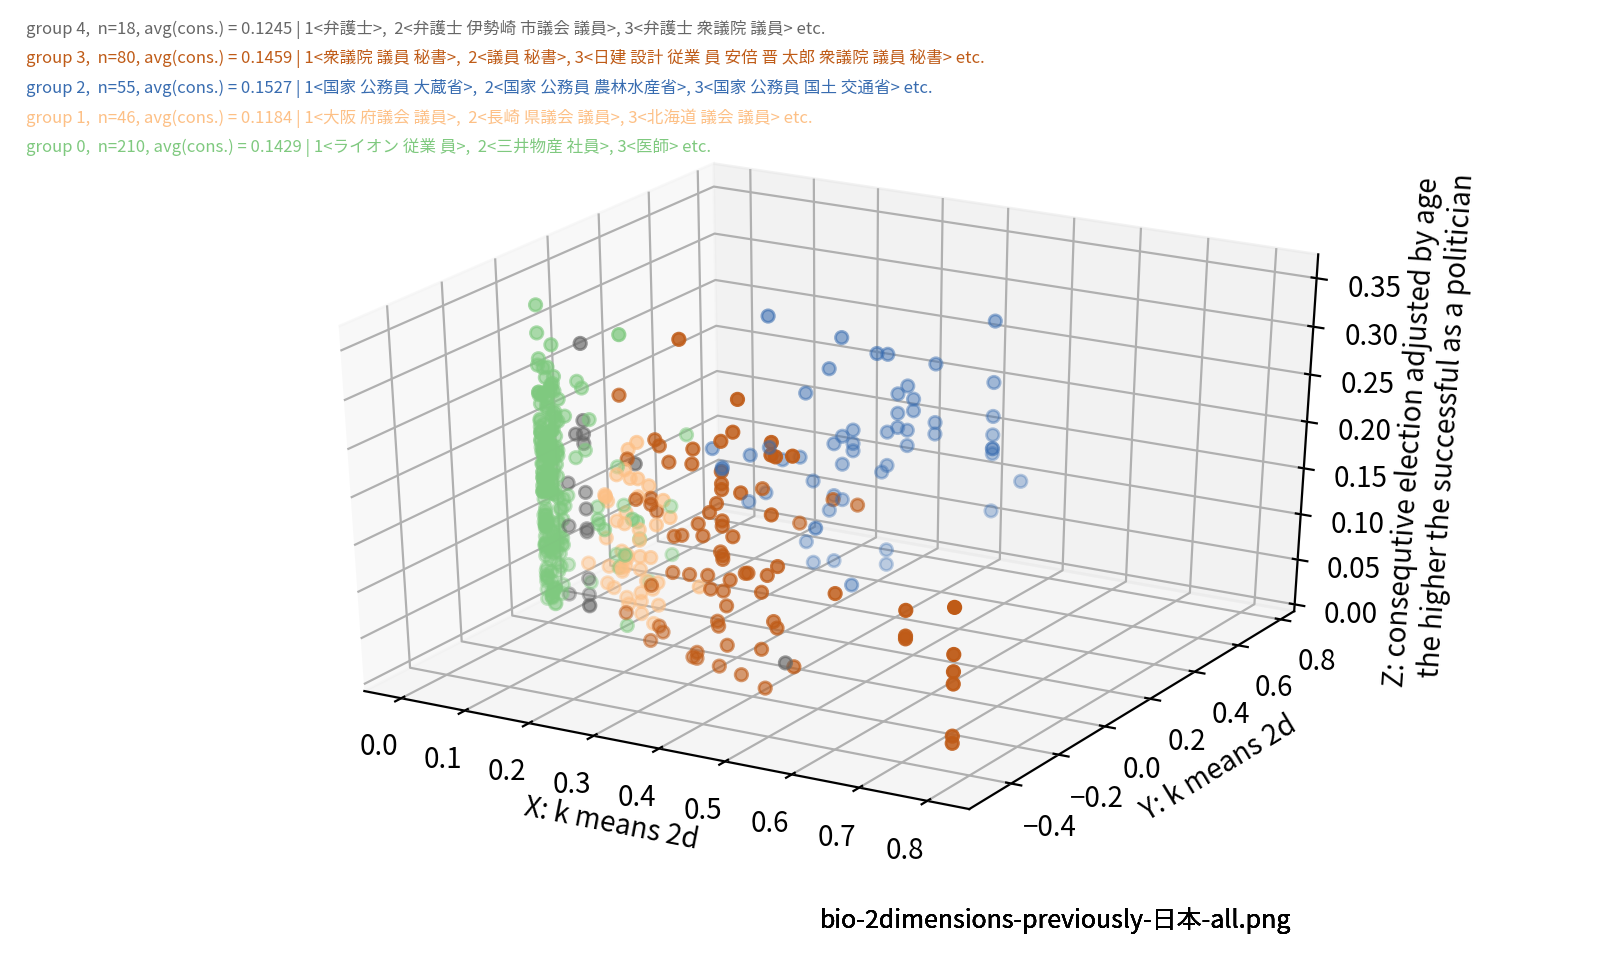 group 4,  n=18, avg(cons.) = 0.1245 | 1<弁護士>,  2<弁護士 伊勢崎 市議会 議員>, 3<弁護士 衆議院 議員> etc.
group 3,  n=80, avg(cons.) = 0.1459 | 1<衆議院 議員 秘書>,  2<議員 秘書>, 3<日建 設計 従業 員 安倍 晋 太郎 衆議院 議員 秘書> etc.
group 2,  n=55, avg(cons.) = 0.1527 | 1<国家 公務員 大蔵省>,  2<国家 公務員 農林水産省>, 3<国家 公務員 国土 交通省> etc.
group 1,  n=46, avg(cons.) = 0.1184 | 1<大阪 府議会 議員>,  2<長崎 県議会 議員>, 3<北海道 議会 議員> etc.
group 0,  n=210, avg(cons.) = 0.1429 | 1<ライオン 従業 員>,  2<三井物産 社員>, 3<医師> etc.
0.35
0.30
0.25
0.20
0.15
0.10
0.05
0.00
Z: consequtive election adjusted by age
the higher the successful as a politician
0.8
0.6
0.4
0.2
0.0
−0.2
−0.4
Y: k means 2d
0.0
0.1
0.2
0.3
0.4
0.5
0.6
0.7
0.8
X: k means 2d
bio-2dimensions-previously-日本-all.png